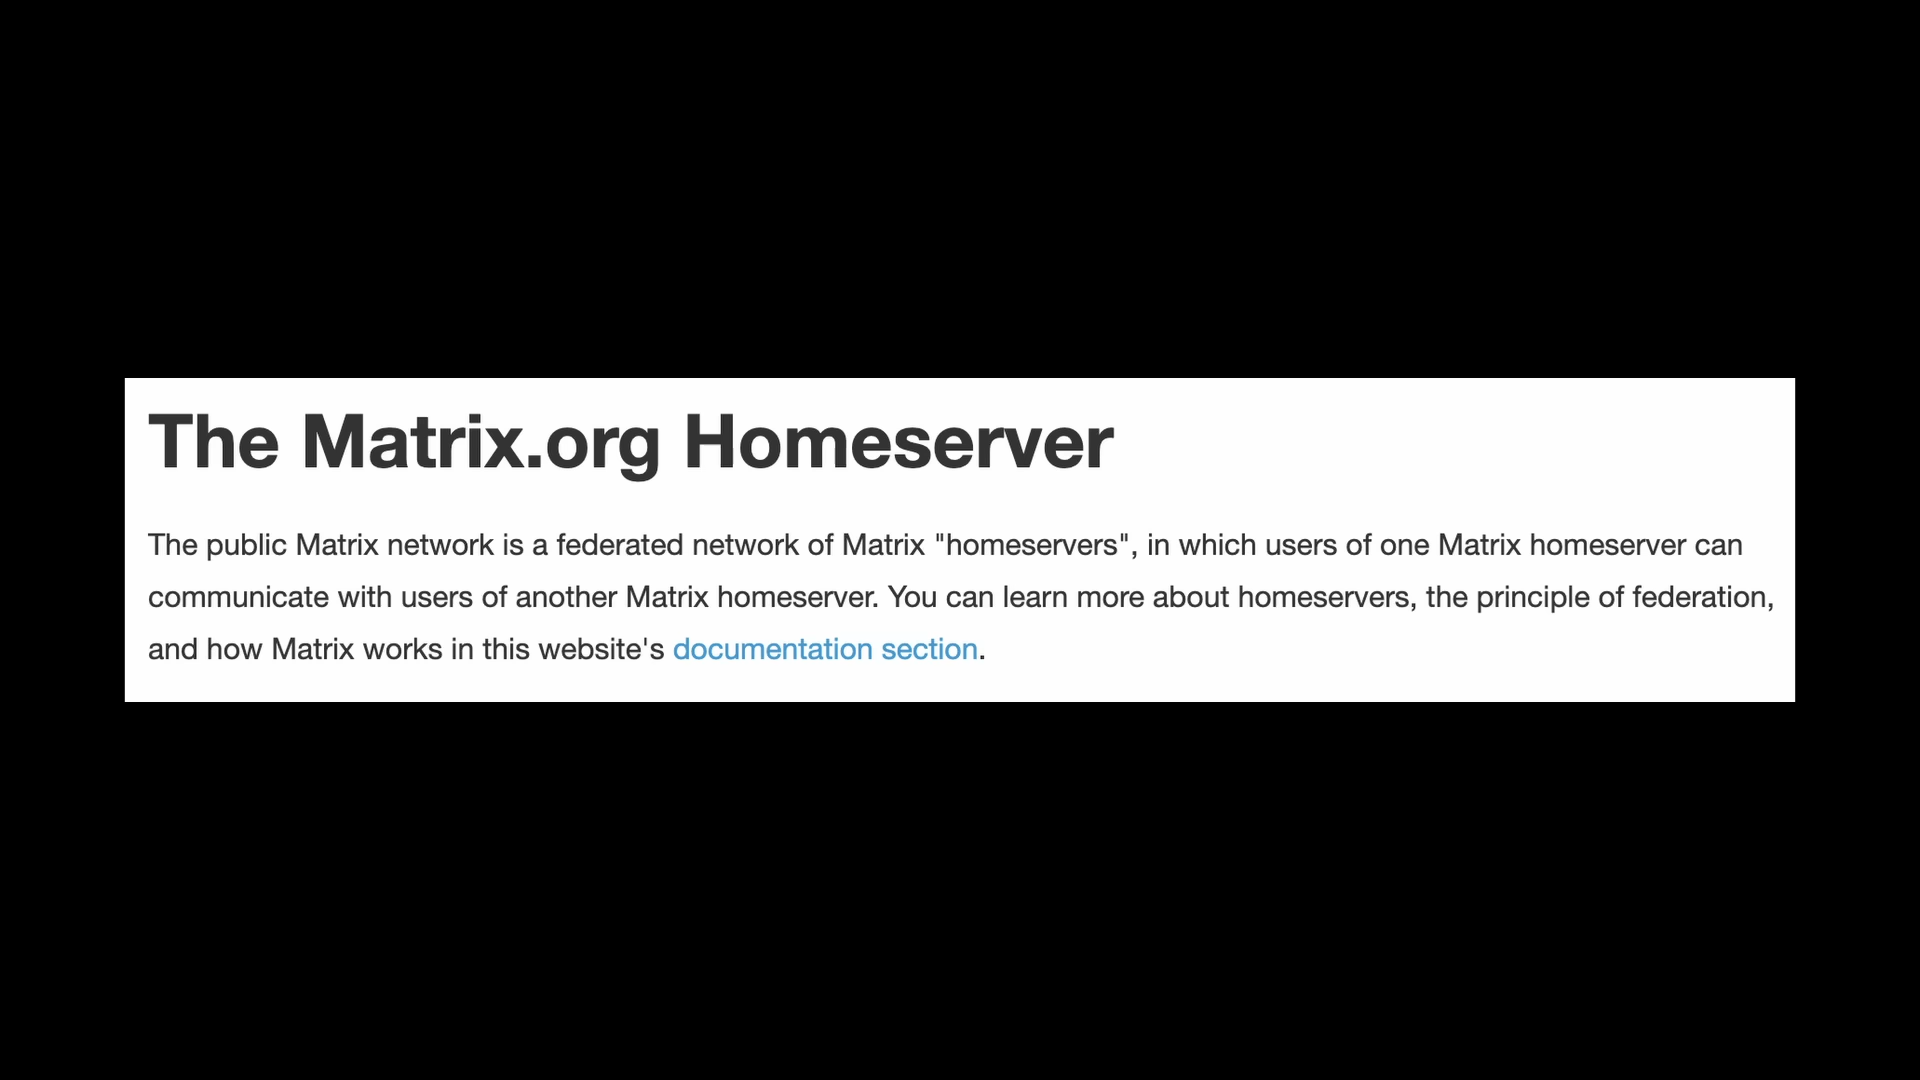 The Matrix.org Homeserver
The public Matrix network is a federated network of Matrix "homeservers", in which users of one Matrix homeserver can
communicate with users of another Matrix homeserver. You can learn more about homeservers, the principle of federation,
and how Matrix works in this website's documentation section.